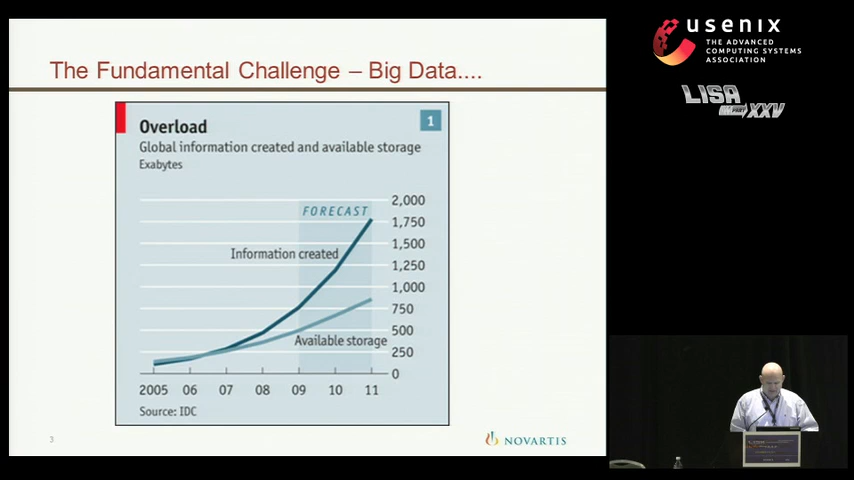 The Fundamental Challenge – Big Data....
Overload
1
Global information created and available storage
Exabytes
FORECAST
2,000
1,750
1,500
1,250
1,000
750
500
250
0
Information created
Available storage
2005 06 07 08 09 10 11
Source: IDC
3
NOVARTIS
usenix
THE ADVANCED
COMPUTING SYSTEMS
ASSOCIATION
LISA
XXV